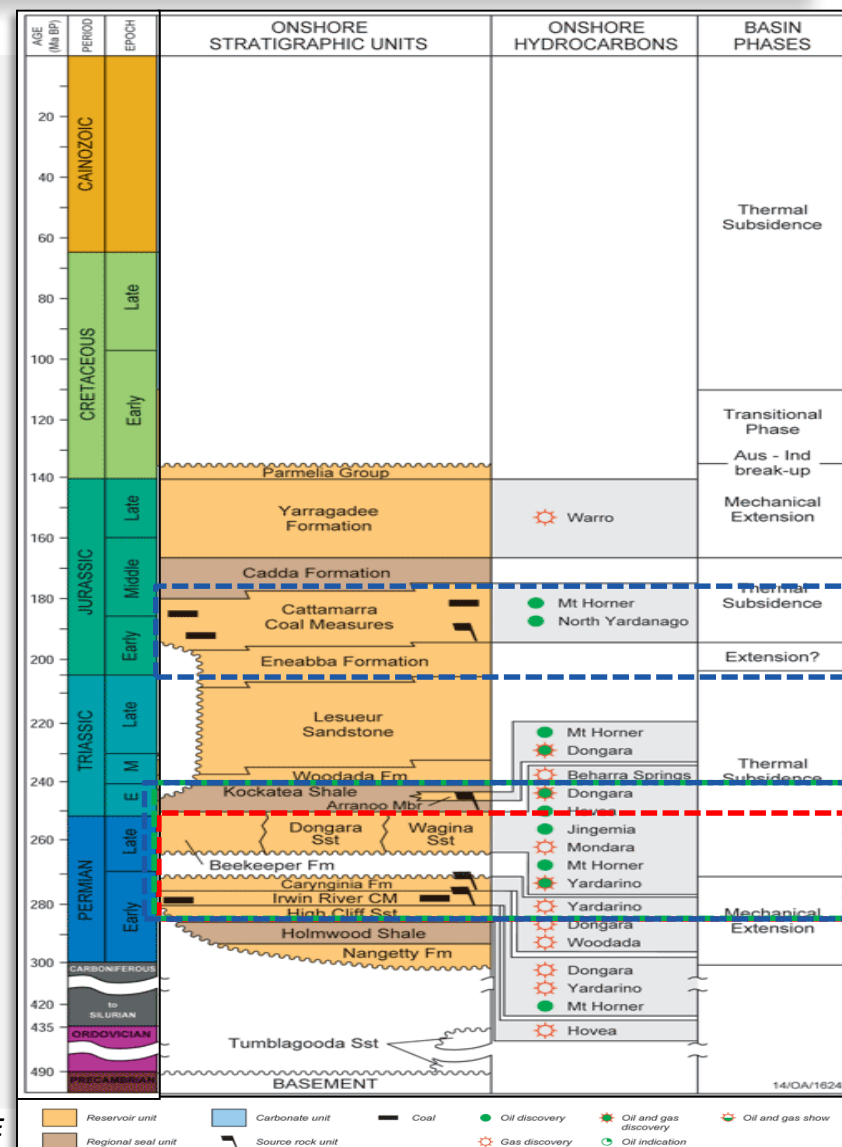 AGE
(Ma BP)
PERIOD
EPOCH
ONSHORE
STRATIGRAPHIC UNITS
ONSHORE
HYDROCARBONS
BASIN
PHASES
20
40
60
80
100
120
140
160
180
200
220
240
260
280
300
420
435
490
CAINOZOIC
CRETACEOUS
JURASSIC
TRIASSIC
PERMIAN
CARBONIFEROUS
to
SILURIAN
ORDOVICIAN
PRECAMBRIAN
Late
Early
Late
Middle
Early
Late
M
E
Late
Early
Parmelia Group
Yarragadee
Formation
Cadda Formation
Cattamarra
Coal Measures
Eneabba Formation
Lesueur
Sandstone
Woodada Fm
Kockatea Shale
Arranoo Mbr
Dongara
Sst
Wagina
Sst
Beekeeper Fm
Carynginia Fm
Irwin River CM
High Cliff Sst
Holmwood Shale
Nangetty Fm
Tumblagooda Sst
BASEMENT
Warro
Mt Horner
North Yardanago
Mt Horner
Dongara
Beharra Springs
Dongara
Hovea
Jingemia
Mondara
Mt Horner
Yardarino
Yardarino
Dongara
Woodada
Dongara
Yardarino
Mt Horner
Hovea
Thermal
Subsidence
Transitional
Phase
Aus - Ind
break-up
Mechanical
Extension
Thermal
Subsidence
Extension?
Thermal
Subsidence
Mechanical
Extension
14/OA/1624
Reservoir unit
Carbonate unit
Coal
Oil discovery
Oil and gas
discovery
Oil and gas show
Regional seal unit
Source rock unit
Gas discovery
Oil indication